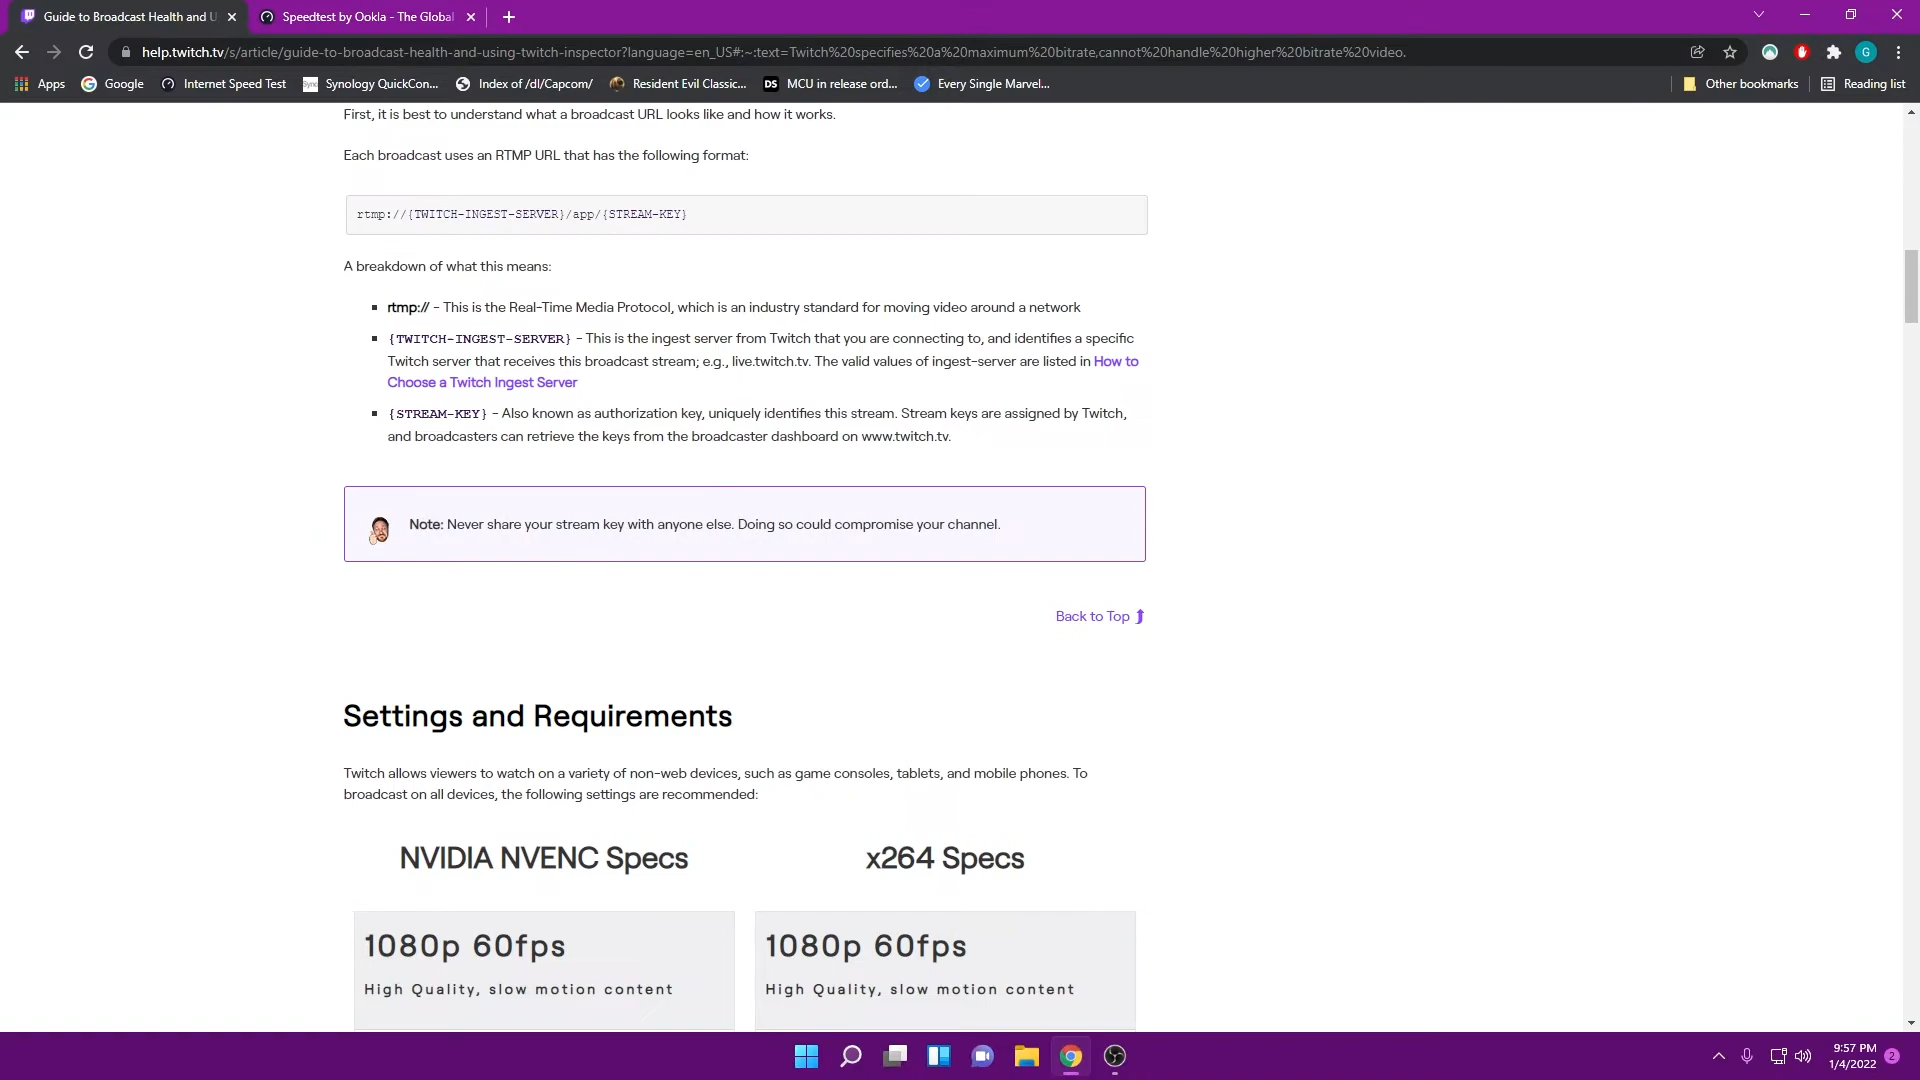 Guide to Broadcast Health and U
Speedtest by Ookla - The Global
help.twitch.tv/s/article/guide-to-broadcast-health-and-using-twitch-inspector?language=en_US#:~:text=Twitch%20specifies%20a%20maximum%20bitrate,cannot%20handle%20higher%20bitrate%20video.
G
Apps
Google
Internet Speed Test
Synology QuickCon...
Index of /dl/Capcom/
Resident Evil Classic...
DS
MCU in release ord...
Every Single Marvel...
Other bookmarks
Reading list
First, it is best to understand what a broadcast URL looks like and how it works.
Each broadcast uses an RTMP URL that has the following format:
rtmp://{TWITCH-INGEST-SERVER}/app/{STREAM-KEY}
A breakdown of what this means:
rtmp:// - This is the Real-Time Media Protocol, which is an industry standard for moving video around a network
{TWITCH-INGEST-SERVER} - This is the ingest server from Twitch that you are connecting to, and identifies a specific
Twitch server that receives this broadcast stream; e.g., live.twitch.tv. The valid values of ingest-server are listed in How to
Choose a Twitch Ingest Server
{STREAM-KEY} - Also known as authorization key, uniquely identifies this stream. Stream keys are assigned by Twitch,
and broadcasters can retrieve the keys from the broadcaster dashboard on www.twitch.tv.
Note: Never share your stream key with anyone else. Doing so could compromise your channel.
Back to Top
Settings and Requirements
Twitch allows viewers to watch on a variety of non-web devices, such as game consoles, tablets, and mobile phones. To
broadcast on all devices, the following settings are recommended:
NVIDIA NVENC Specs
x264 Specs
1080p 60fps
1080p 60fps
High Quality, slow motion content
High Quality, slow motion content
9:57 PM
1/4/2022
2